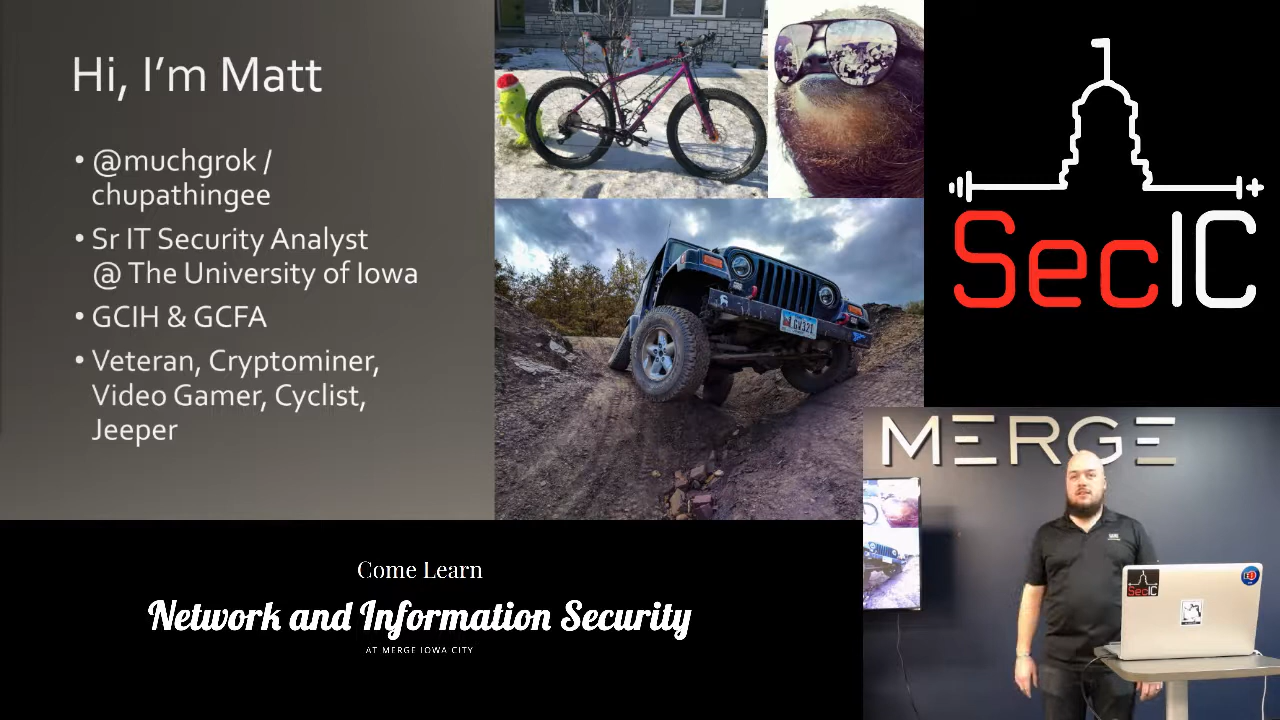 Hi, I'm Matt
• @muchgrok /
chupathingee
• Sr IT Security Analyst
@ The University of Iowa
• GCIH & GCFA
• Veteran, Cryptominer,
Video Gamer, Cyclist,
Jeeper
SecIC
MERGE
SecIC
Come Learn
Network and Information Security
AT MERGE IOWA CITY